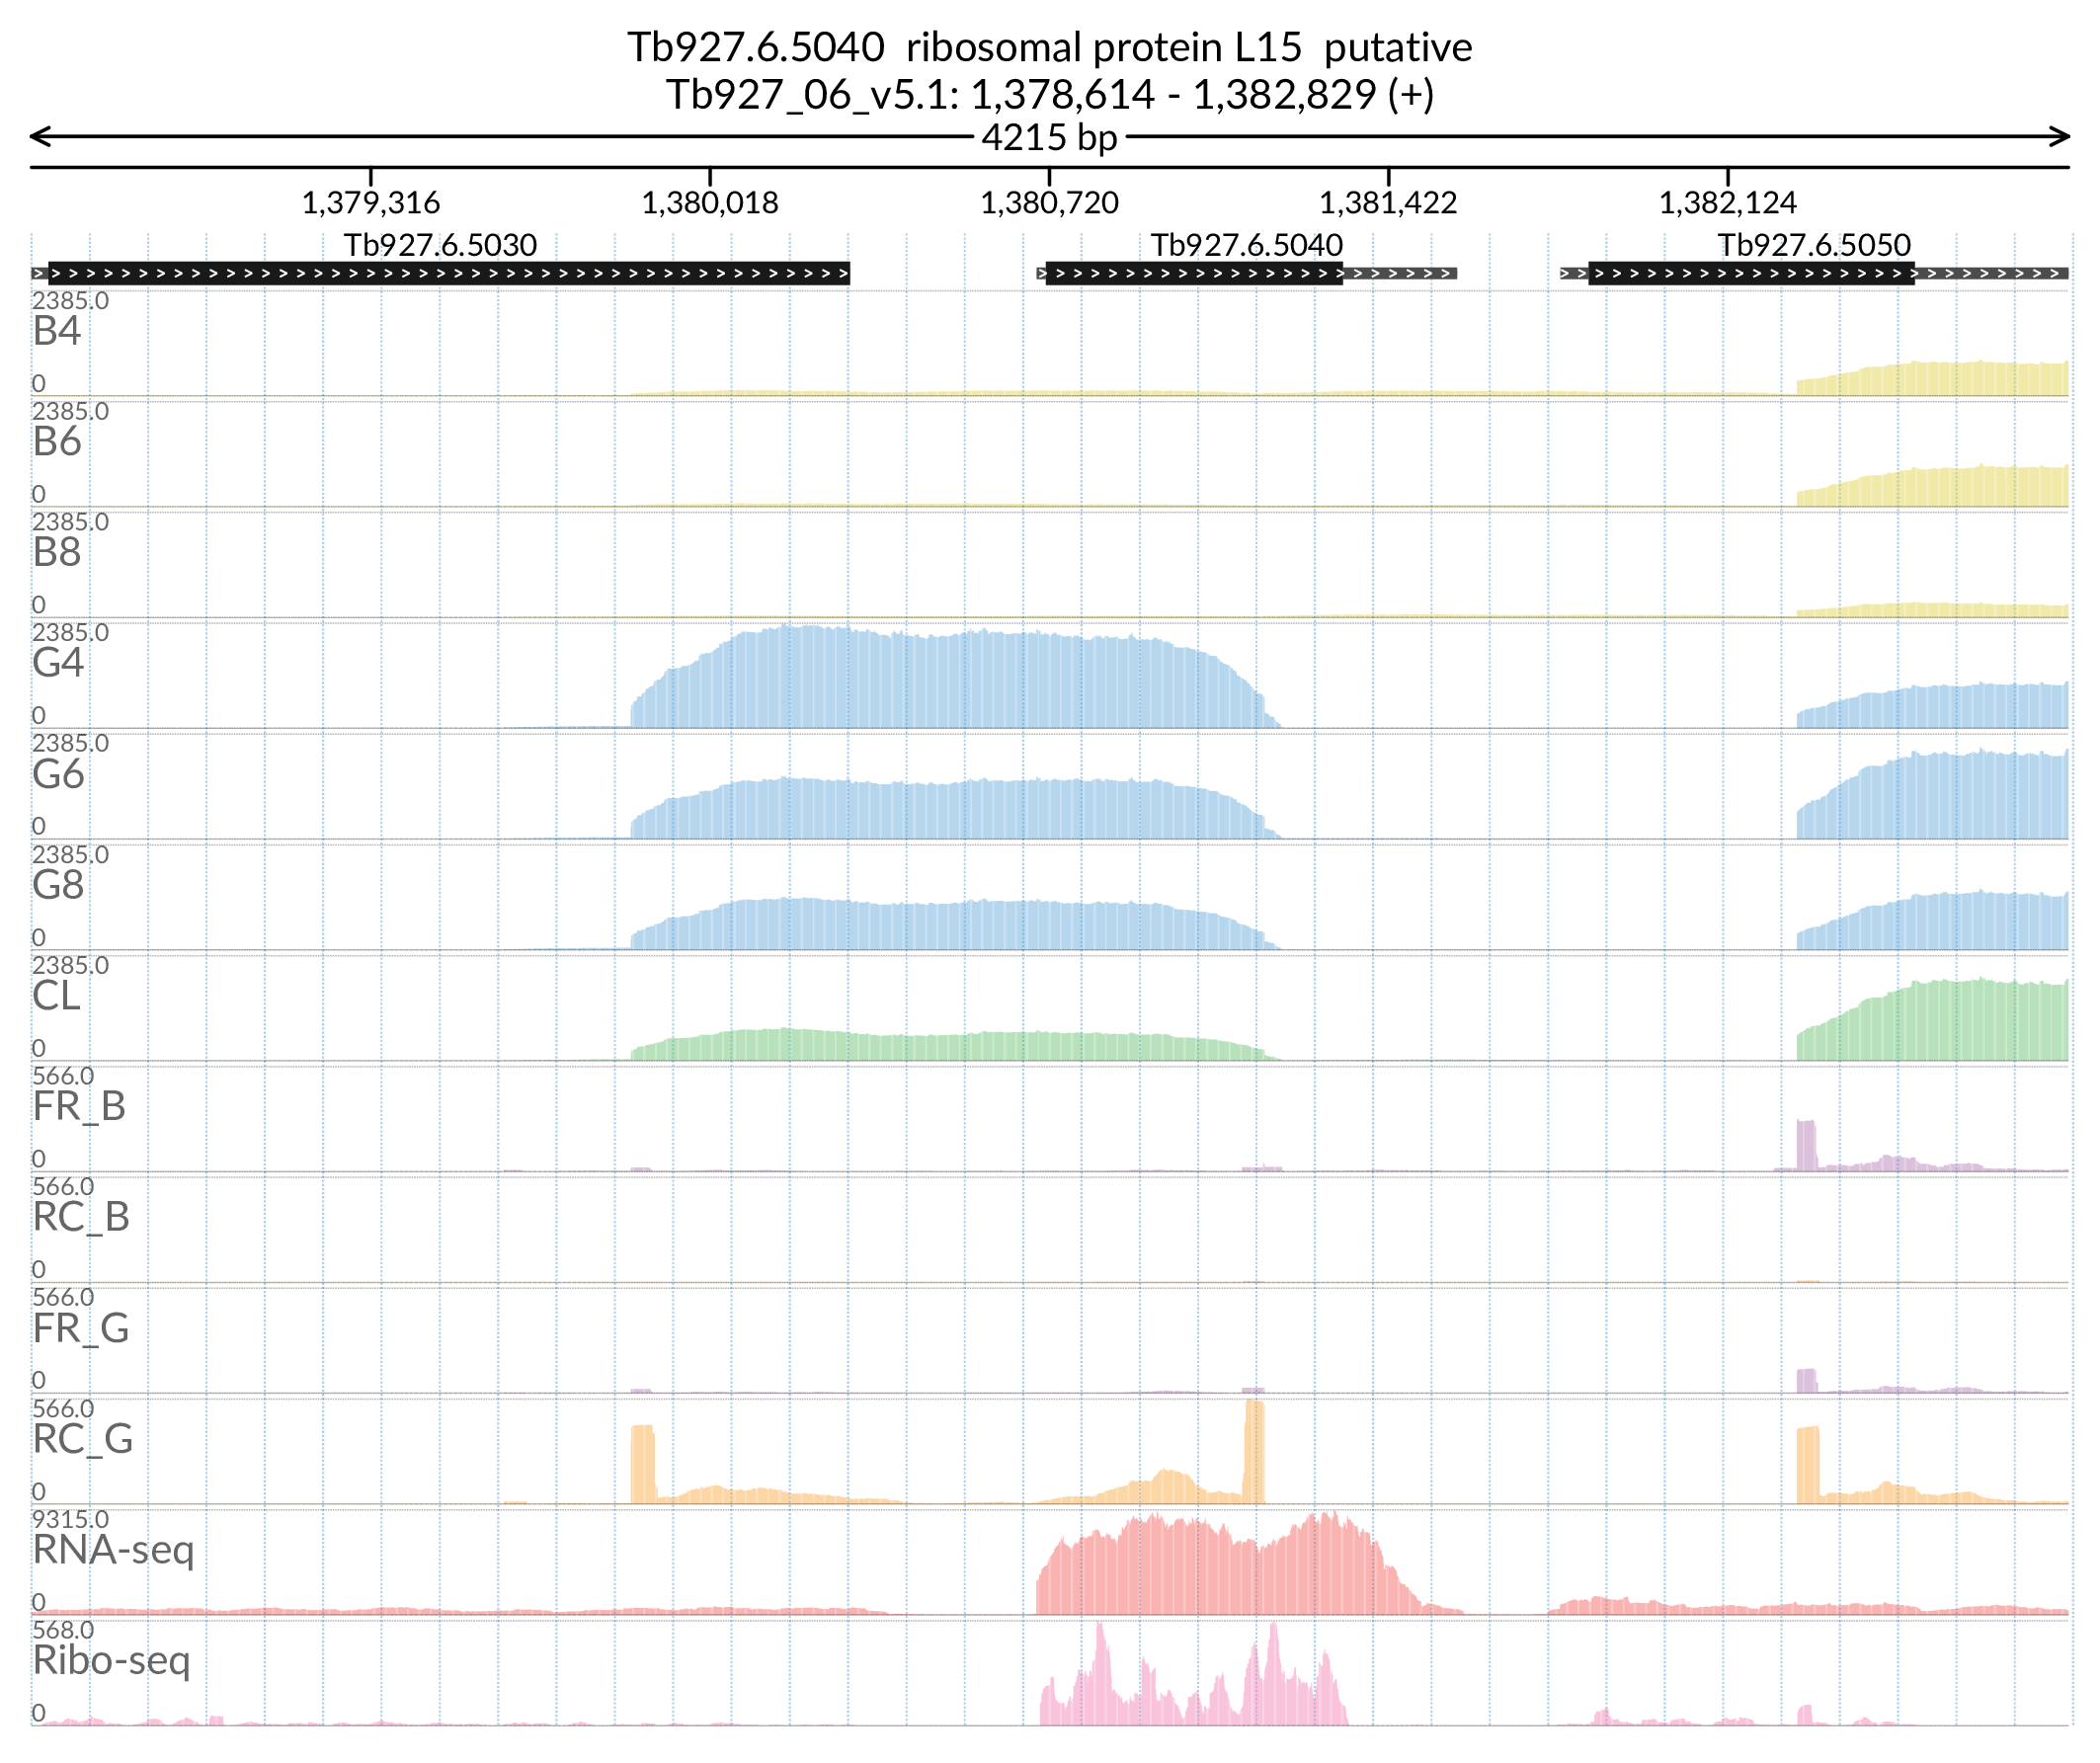 Tb927.6.5040 ribosomal protein L15 putative
Tb927_06_v5.1: 1,378,614 - 1,382,829 (+)
4215 bp
1,379,316 1,380,018 1,380,720 1,381,422 1,382,124
Tb927.6.5030 Tb927.6.5040 Tb927.6.5050
2385.0
B4
0
2385.0
B6
0
2385.0
B8
0
2385.0
G4
0
2385.0
G6
0
2385.0
G8
0
2385.0
CL
0
566.0
FR_B
0
566.0
RC_B
0
566.0
FR_G
0
566.0
RC_G
0
9315.0
RNA-seq
0
568.0
Ribo-seq
0